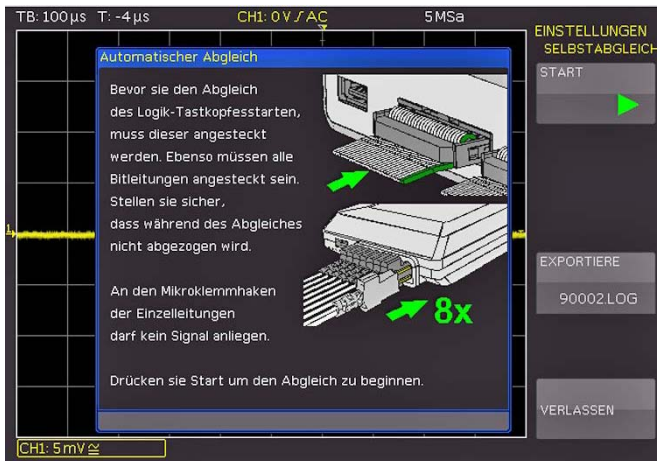 TB: 100µs T: -4µs CH1: 0V ∫ AC 5MSa
EINSTELLUNGEN
SELBSTABGLEICH
Automatischer Abgleich
Bevor sie den Abgleich
des Logik-Tastkopfesstarten,
muss dieser angesteckt
werden. Ebenso müssen alle
Bitleitungen angesteckt sein.
Stellen sie sicher,
dass während des Abgleiches
nicht abgezogen wird.
An den Mikroklemmhaken
der Einzelleitungen
darf kein Signal anliegen.
8x
Drücken sie Start um den Abgleich zu beginnen.
START
EXPORTIERE
90002.LOG
VERLASSEN
1
CH1: 5mV≅